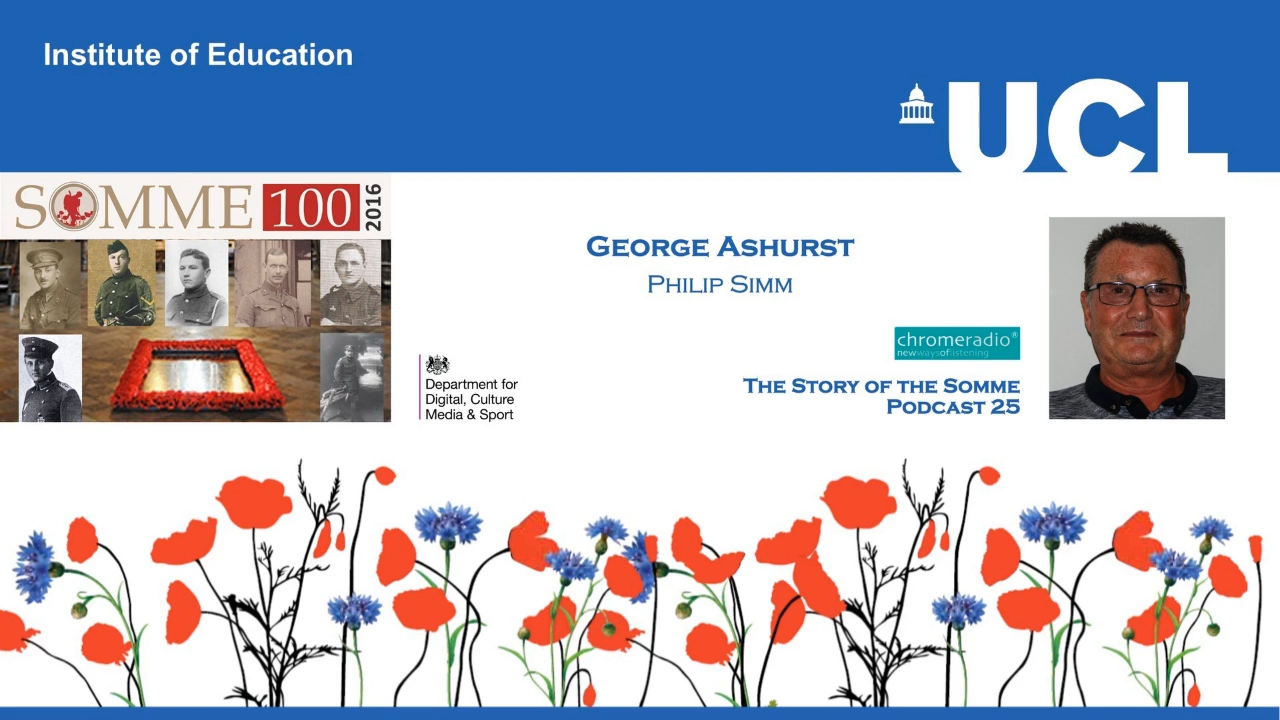 Institute of Education
UCL
SOMME 100 2016
GEORGE ASHURST
PHILIP SIMM
chromeradio®
newwaysoflistening
Department for
Digital, Culture
Media & Sport
THE STORY OF THE SOMME
PODCAST 25